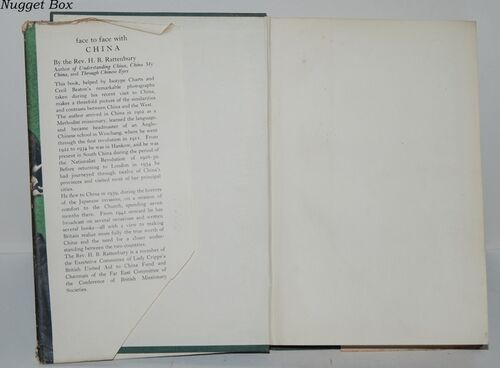 Nugget Box
face to face with
CHINA
By the Rev. H. B. Rattenbury
Author of Understanding China, China My
China, and Through Chinese Eyes
This book, helped by Isotype Charts and
Cecil Beaton's remarkable photographs
taken during his recent visit to China,
makes a threefold picture of the similarities
and contrasts between China and the West.
The author arrived in China in 1902 as a
Methodist missionary, learned the language,
and became headmaster of an Anglo-
Chinese school in Wuchang, where he went
through the first revolution in 1911. From
1922 to 1934 he was in Hankow, and he was
present in South China during the period of
the Nationalist Revolution of 1926-30.
Before returning to London in 1934 he
had journeyed through twelve of China's
provinces and visited most of her principal
cities.
He flew to China in 1939, during the horrors
of the Japanese invasion, on a mission of
comfort to the Church, spending seven
months there. From 1942 onward he has
broadcast on several occasions and written
several books—all with a view to making
Britain realize more fully the true worth of
China and the need for a closer under-
standing between the two countries.
The Rev. H. B. Rattenbury is a member of
the Executive Committee of Lady Cripps's
British United Aid to China Fund and
Chairman of the Far East Committee of
the Conference of British Missionary
Societies.